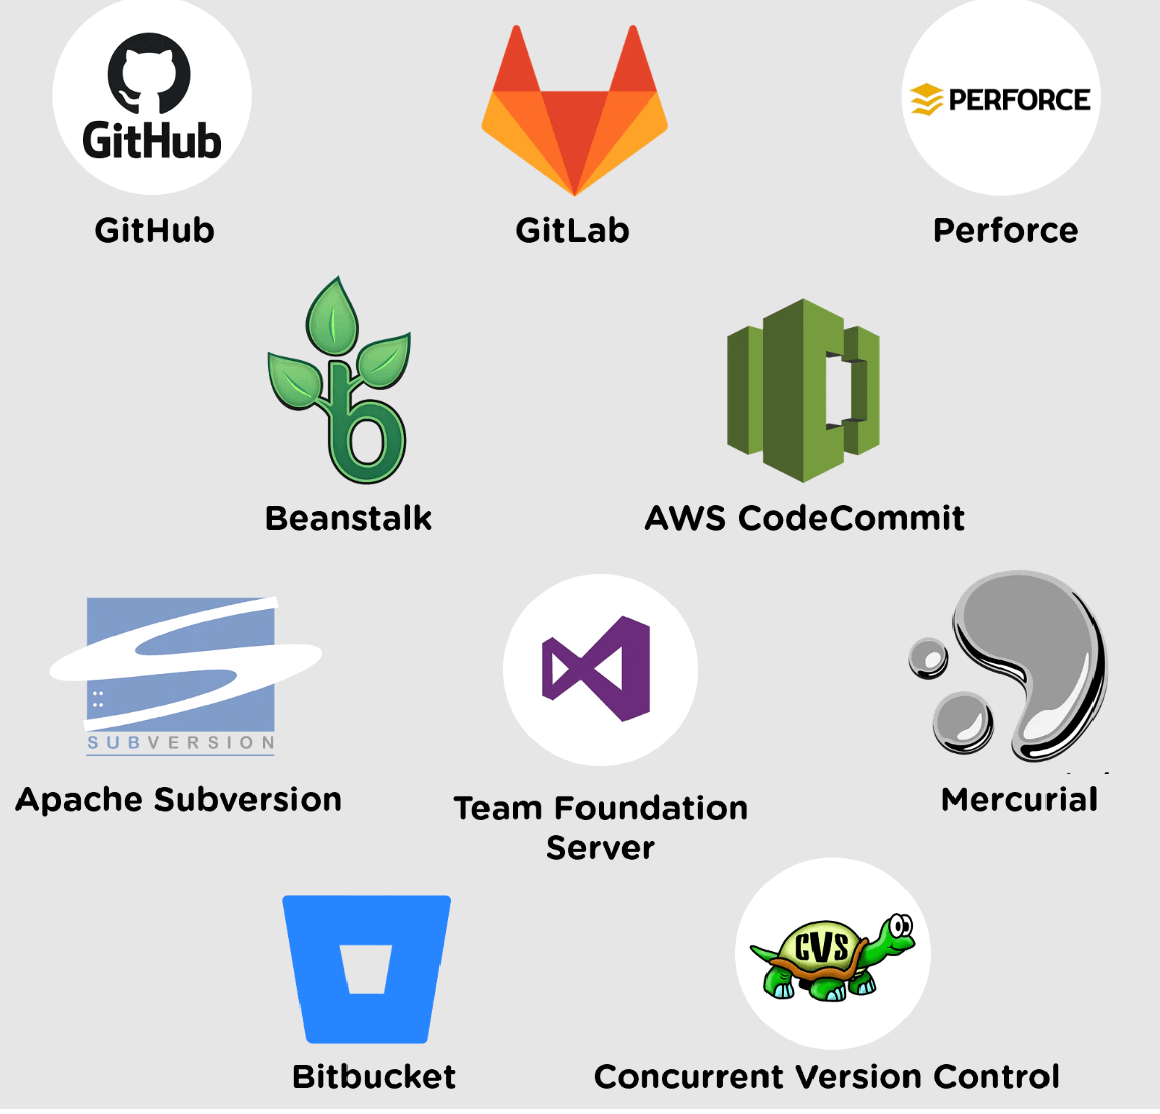 GitHub
PERFORCE
GitHub
GitLab
Perforce
Beanstalk
AWS CodeCommit
SUBVERSION
Apache Subversion
Team Foundation
Server
Mercurial
CVS
Bitbucket
Concurrent Version Control